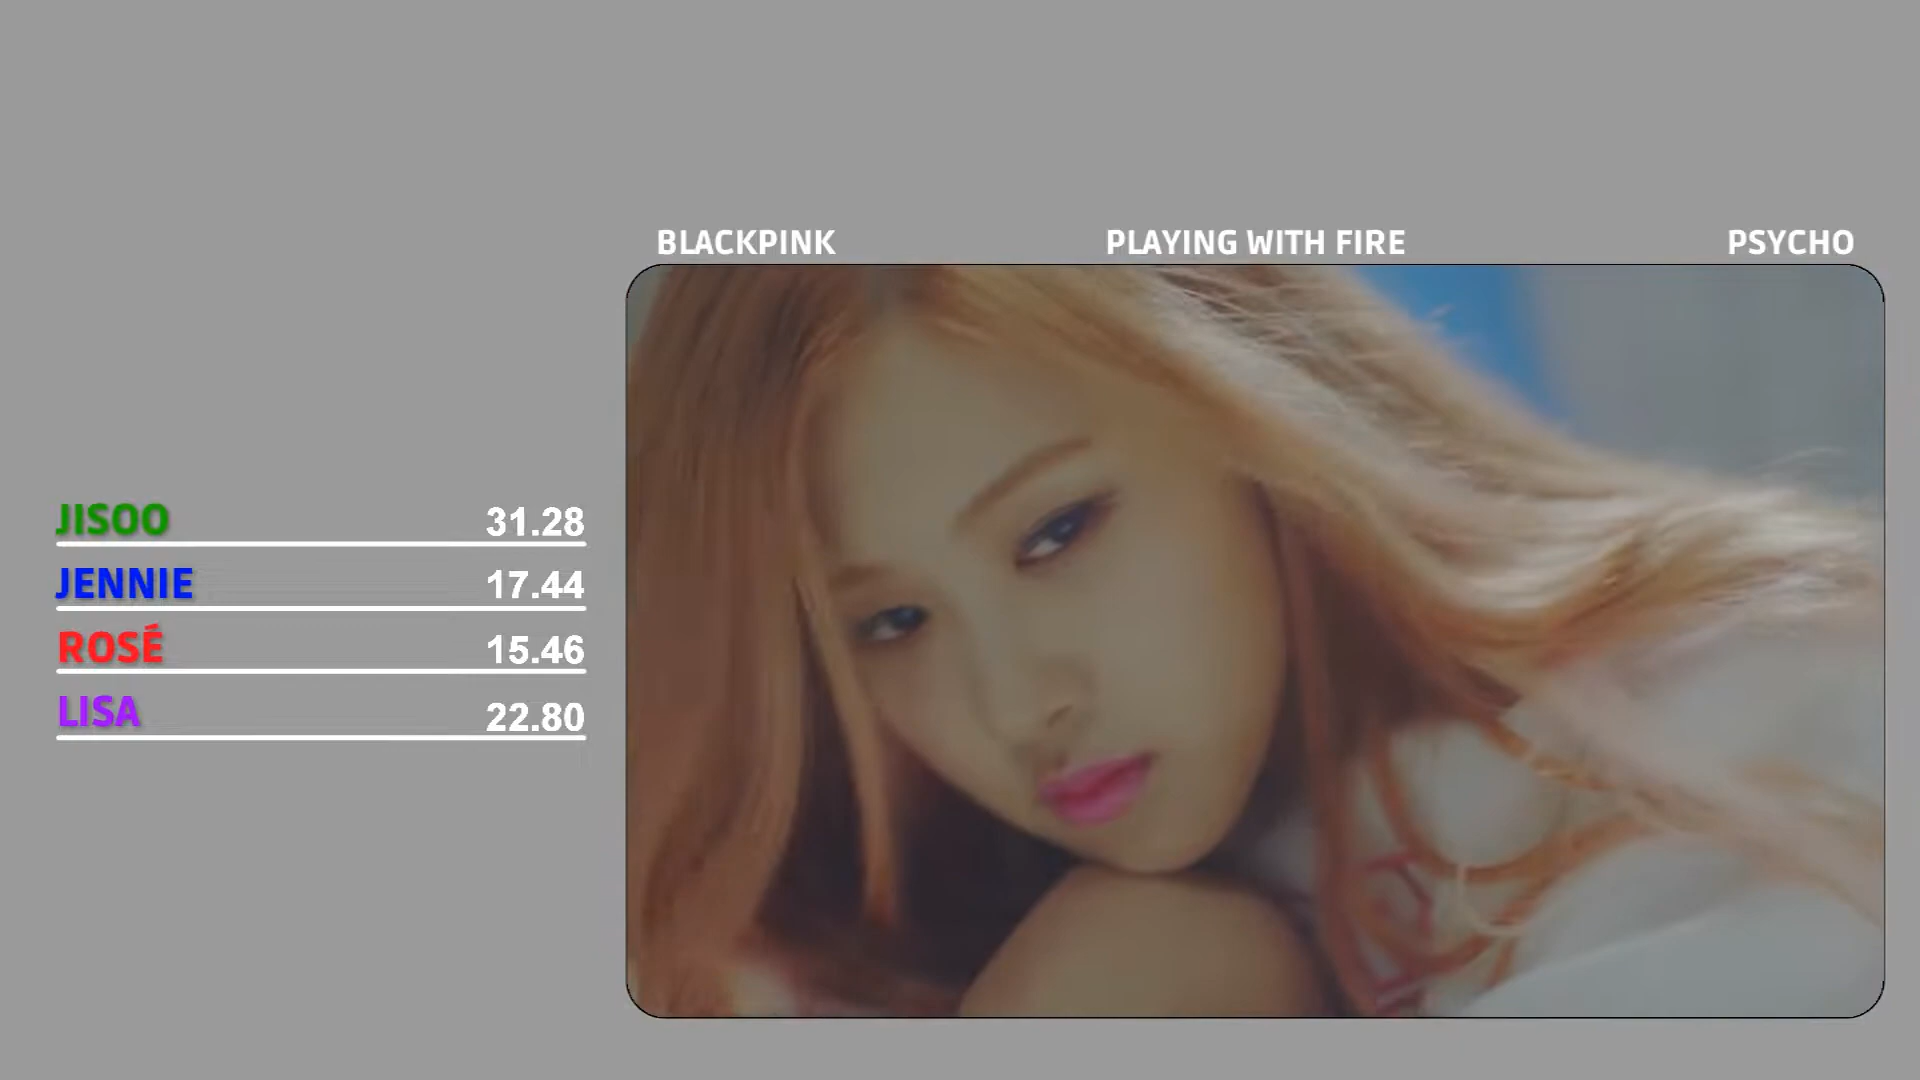 BLACKPINK PLAYING WITH FIRE PSYCHO
JISOO 31.28
JENNIE 17.44
ROSÉ 15.46
LISA 22.80